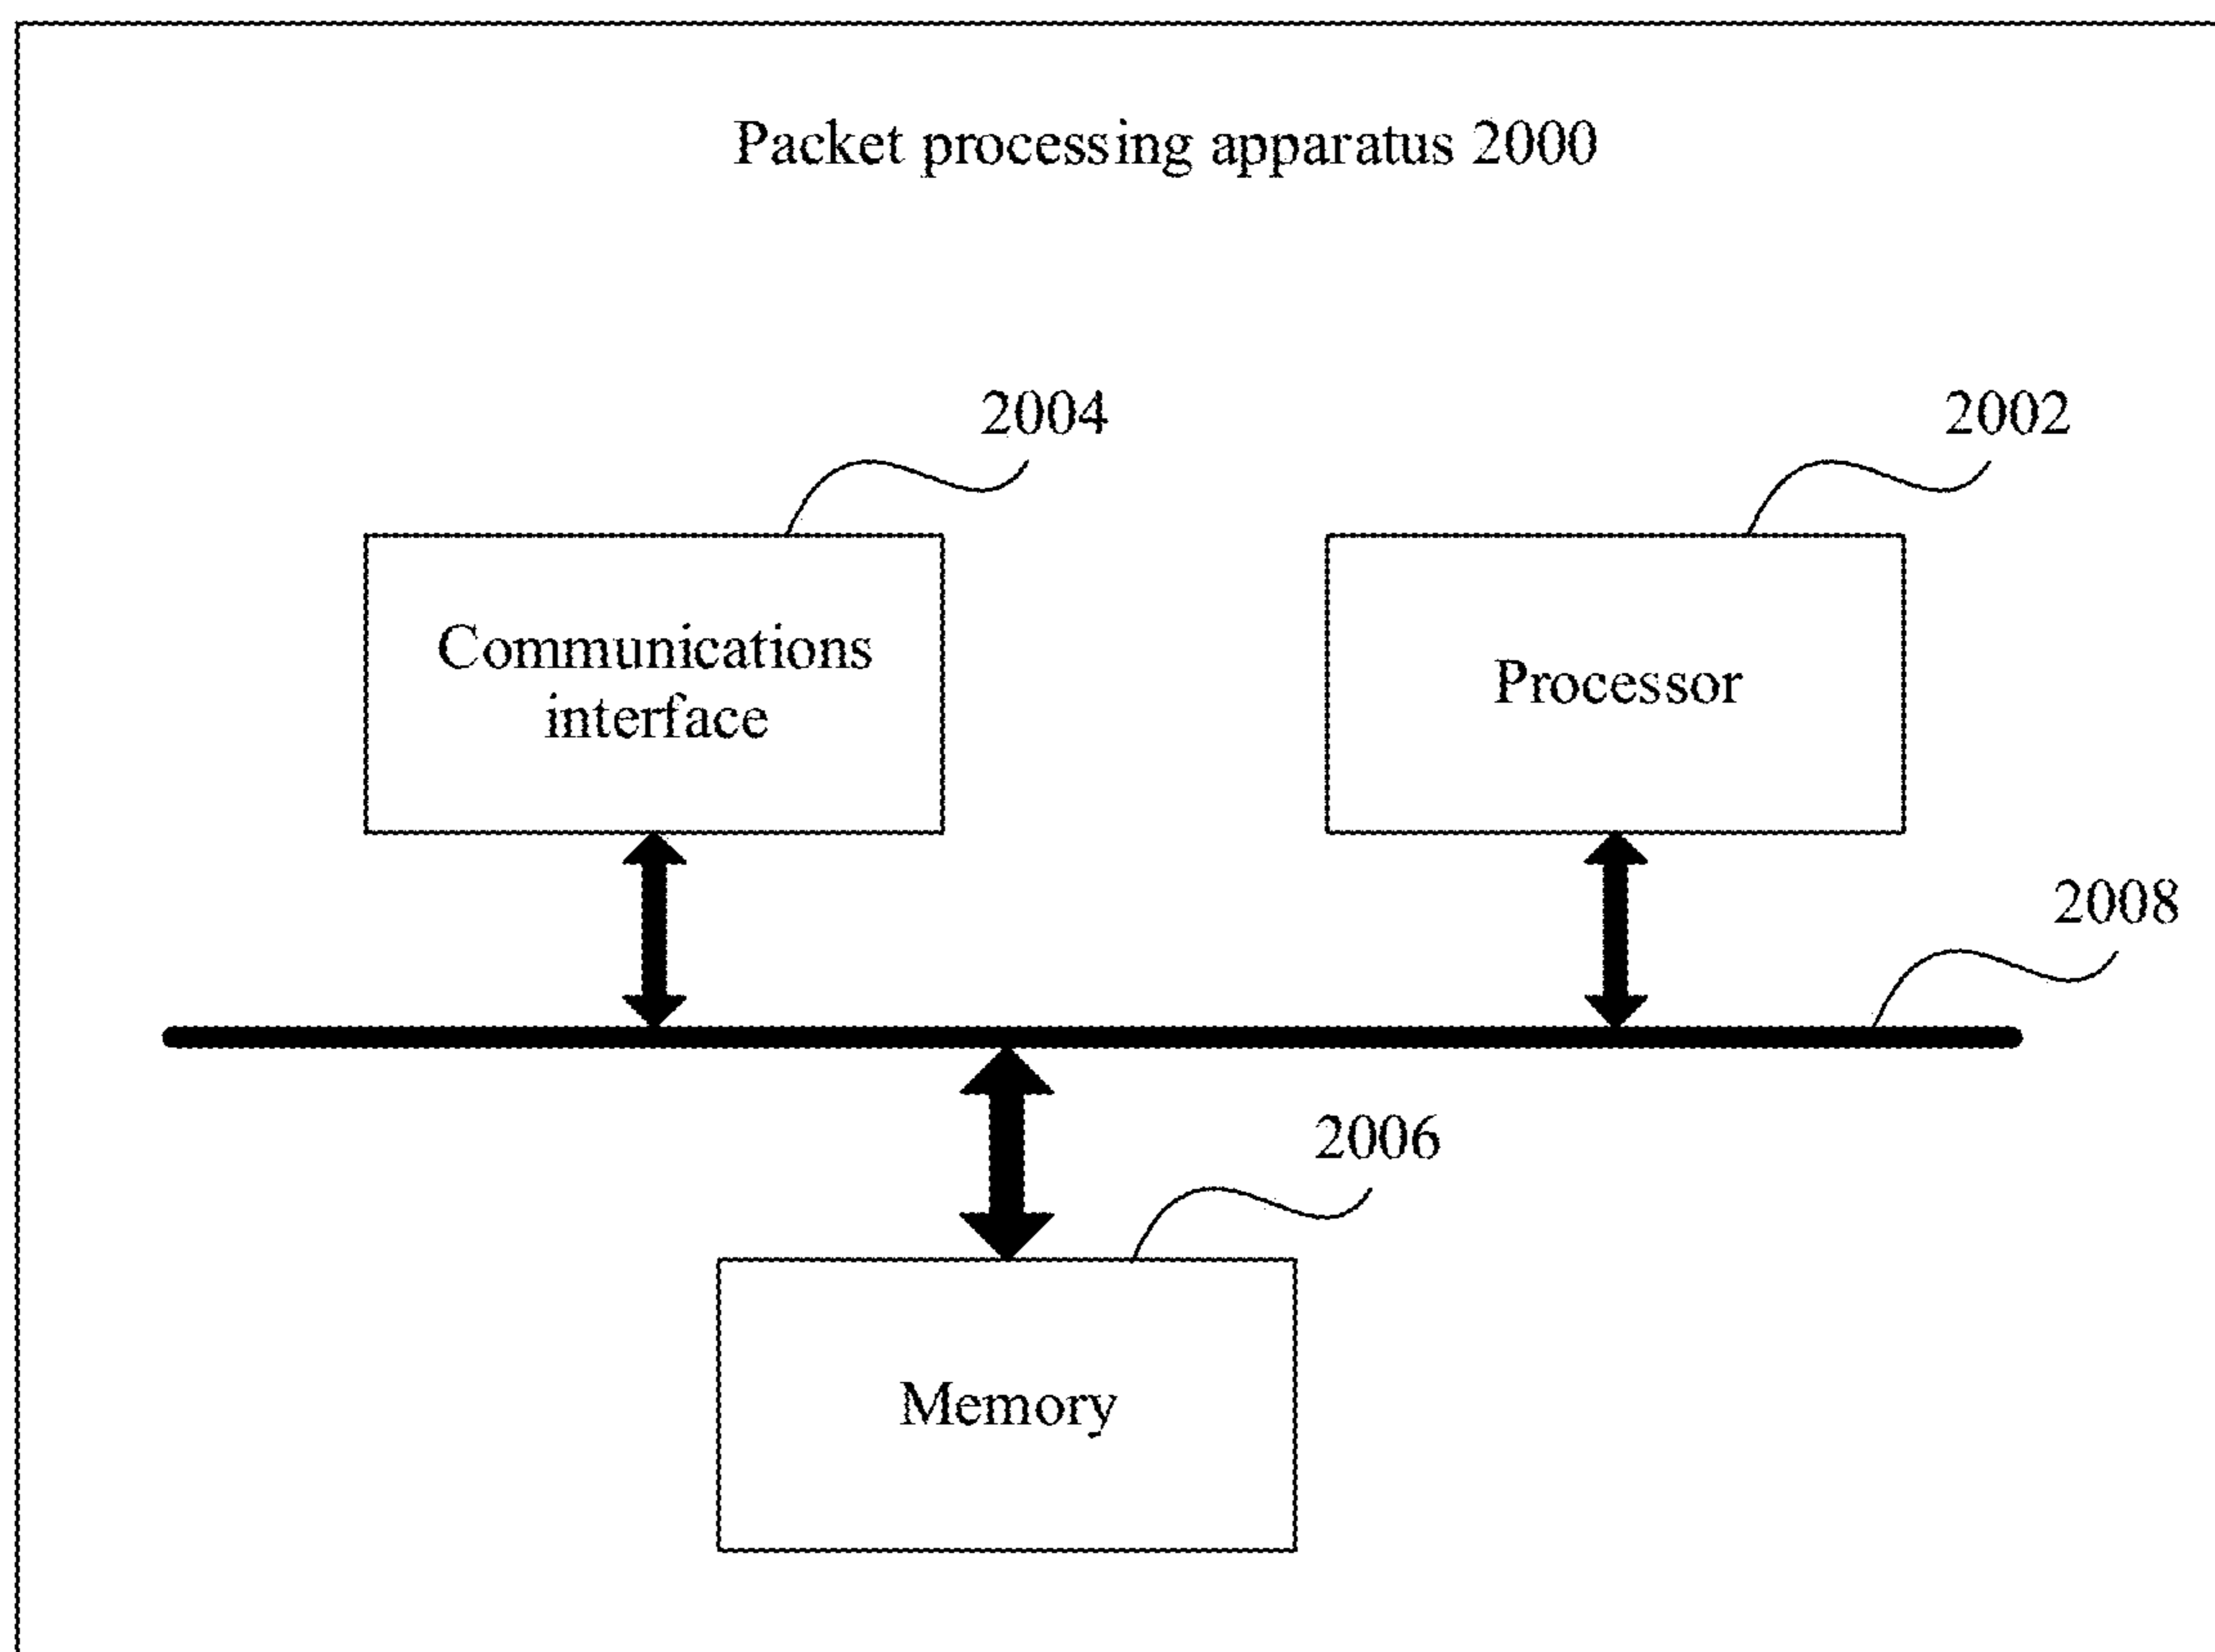 Packet processing apparatus 2000
2004
2002
Communications
interface
Processor
2008
2006
Memory